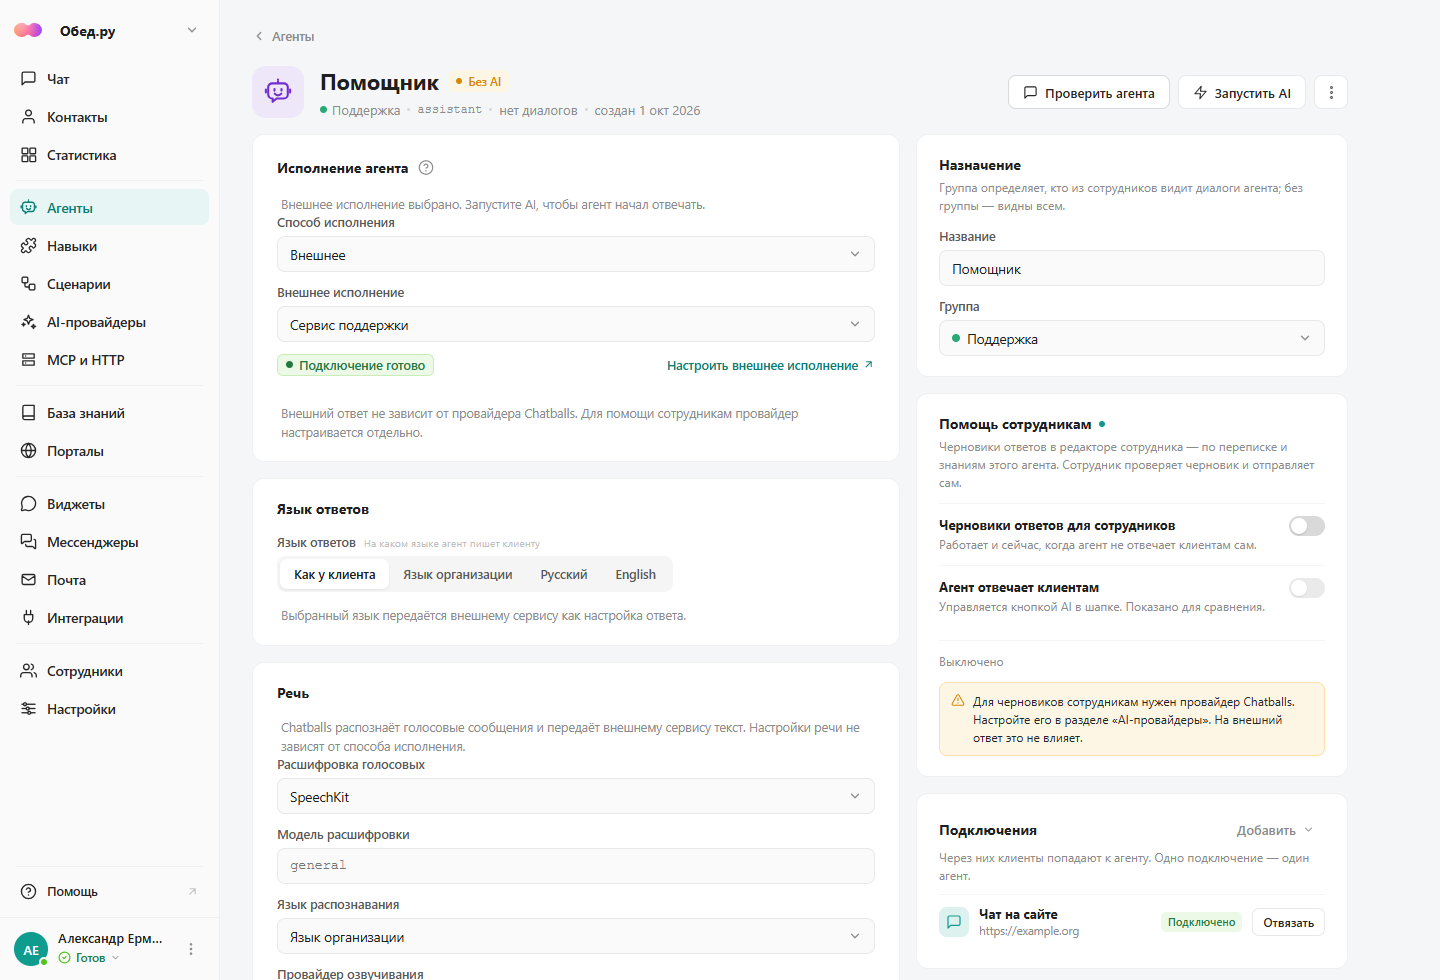 Обед.ру
Чат
Контакты
Статистика
Агенты
Навыки
Сценарии
AI-провайдеры
MCP и HTTP
База знаний
Порталы
Виджеты
Мессенджеры
Почта
Интеграции
Сотрудники
Настройки
Помощь
AE
Александр Ерм...
Готов
Агенты
Помощник
Без AI
Поддержка · assistant · нет диалогов · создан 1 окт 2026
Проверить агента
Запустить AI
Исполнение агента
Внешнее исполнение выбрано. Запустите AI, чтобы агент начал отвечать.
Способ исполнения
Внешнее
Внешнее исполнение
Сервис поддержки
Подключение готово
Настроить внешнее исполнение
Внешний ответ не зависит от провайдера Chatballs. Для помощи сотрудникам провайдер
настраивается отдельно.
Язык ответов
Язык ответов На каком языке агент пишет клиенту
Как у клиента
Язык организации
Русский
English
Выбранный язык передаётся внешнему сервису как настройка ответа.
Речь
Chatballs распознаёт голосовые сообщения и передаёт внешнему сервису текст. Настройки речи не
зависят от способа исполнения.
Расшифровка голосовых
SpeechKit
Модель расшифровки
general
Язык распознавания
Язык организации
Провайдер озвучивания
Назначение
Группа определяет, кто из сотрудников видит диалоги агента; без
группы — видны всем.
Название
Помощник
Группа
Поддержка
Помощь сотрудникам
Черновики ответов в редакторе сотрудника — по переписке и
знаниям этого агента. Сотрудник проверяет черновик и отправляет
сам.
Черновики ответов для сотрудников
Работает и сейчас, когда агент не отвечает клиентам сам.
Агент отвечает клиентам
Управляется кнопкой AI в шапке. Показано для сравнения.
Выключено
Для черновиков сотрудникам нужен провайдер Chatballs.
Настройте его в разделе «AI-провайдеры». На внешний
ответ это не влияет.
Подключения
Добавить
Через них клиенты попадают к агенту. Одно подключение — один
агент.
Чат на сайте
https://example.org
Подключено
Отвязать